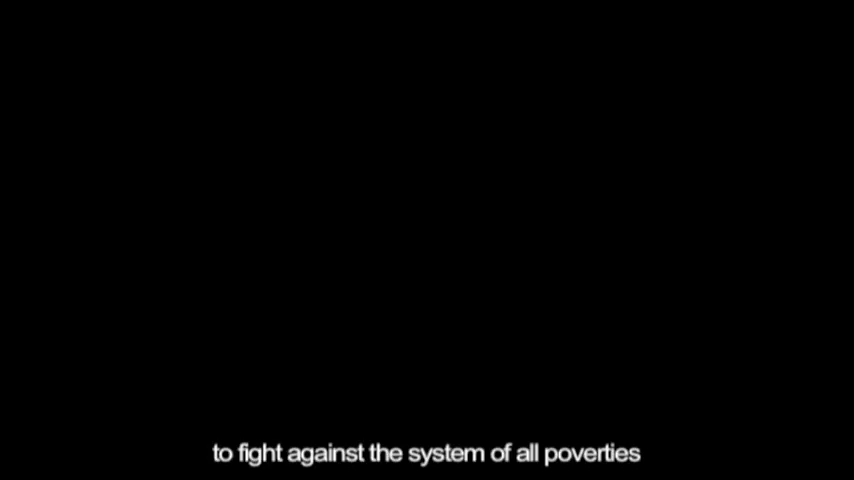 to fight against the system of all poverties